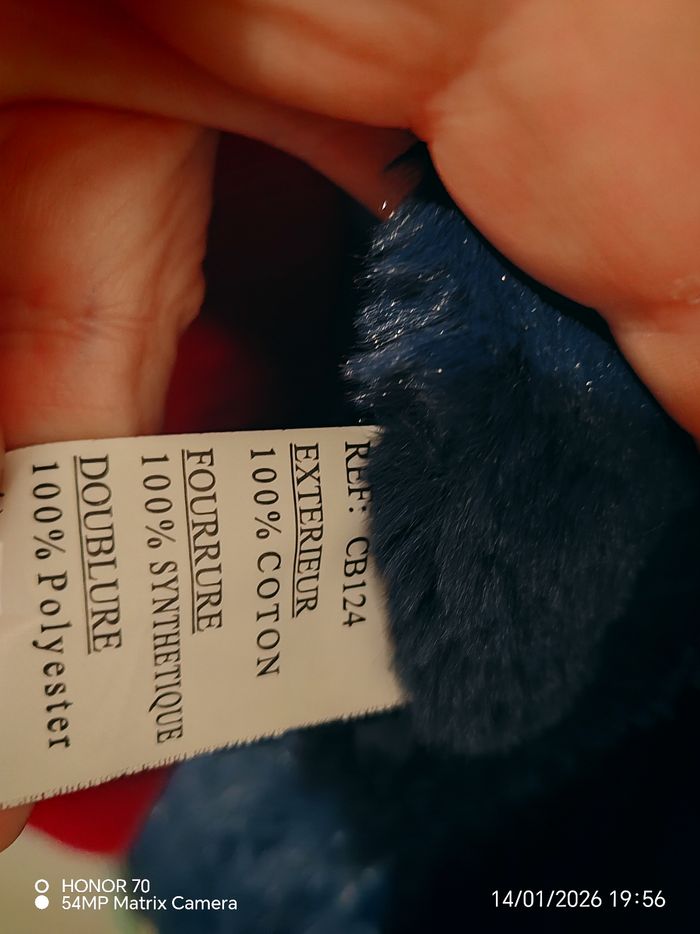 REF: CB124
EXTERIEUR
100% COTON
FOURRURE
100% SYNTHETIQUE
DOUBLURE
100% Polyester
HONOR 70
54MP Matrix Camera
14/01/2026 19:56